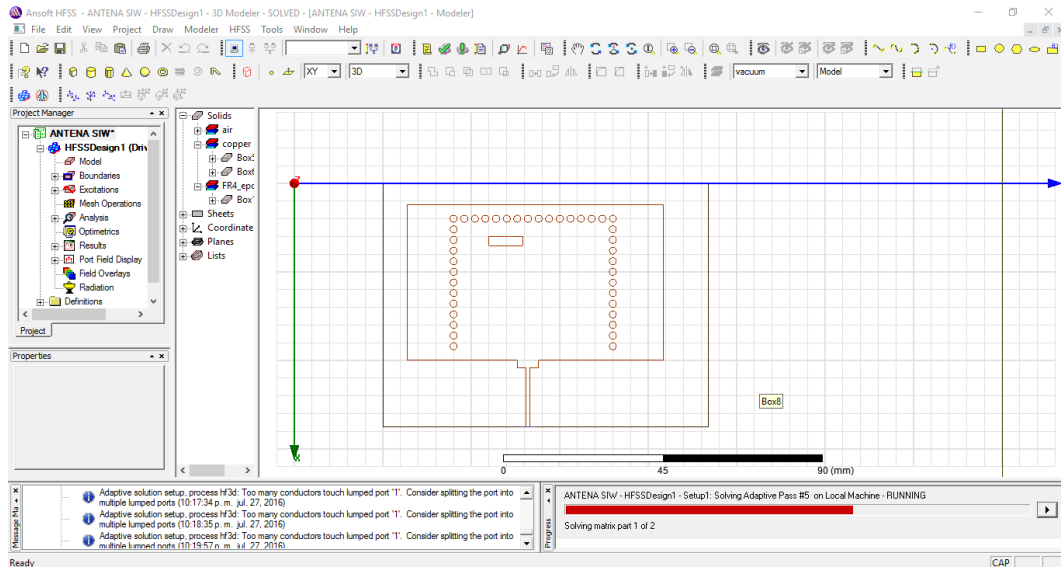 Ansoft HFSS - ANTENA SIW - HFSSDesign1 - 3D Modeler - SOLVED - [ANTENA SIW - HFSSDesign1 - Modeler]
File Edit View Project Draw Modeler HFSS Tools Window Help
XY 3D vacuum Model
Project Manager
ANTENA SIW*
HFSSDesign1 (Driv
Model
Boundaries
Excitations
Mesh Operations
Analysis
Optimetrics
Results
Port Field Display
Field Overlays
Radiation
Definitions
Project
Properties
Solids
air
copper
Box5
Box6
FR4_epo
Sheets
Coordinate
Planes
Lists
Box8
0 45 90 (mm)
Message Ma
Adaptive solution setup, process hf3d: Too many conductors touch lumped port '1'. Consider splitting the port into
multiple lumped ports (10:17:34 p. m. jul. 27, 2016)
Adaptive solution setup, process hf3d: Too many conductors touch lumped port '1'. Consider splitting the port into
multiple lumped ports (10:18:35 p. m. jul. 27, 2016)
Adaptive solution setup, process hf3d: Too many conductors touch lumped port '1'. Consider splitting the port into
multiple lumped ports (10:19:57 p. m. jul. 27, 2016)
Progress
ANTENA SIW - HFSSDesign1 - Setup1: Solving Adaptive Pass #5 on Local Machine - RUNNING
Solving matrix part 1 of 2
Ready
CAP